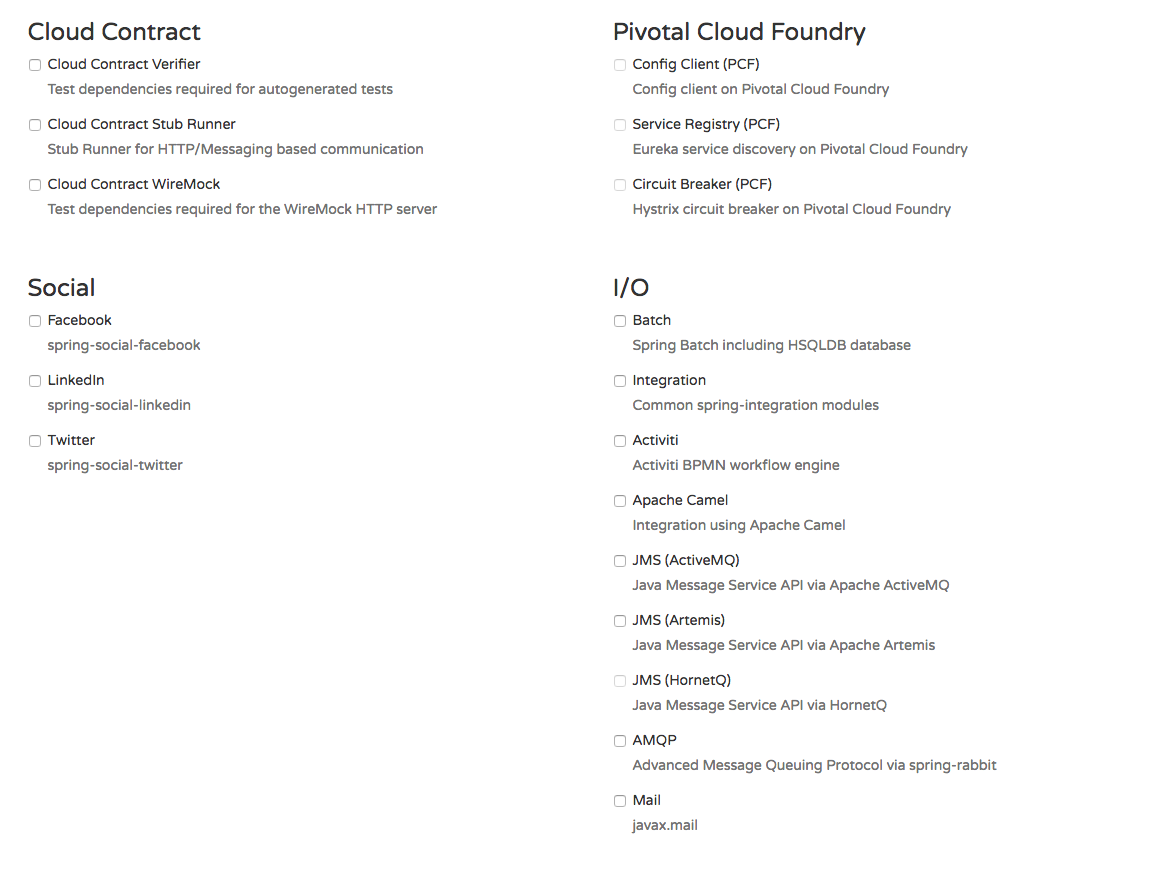 Cloud Contract
Cloud Contract Verifier
Test dependencies required for autogenerated tests
Cloud Contract Stub Runner
Stub Runner for HTTP/Messaging based communication
Cloud Contract WireMock
Test dependencies required for the WireMock HTTP server
Pivotal Cloud Foundry
Config Client (PCF)
Config client on Pivotal Cloud Foundry
Service Registry (PCF)
Eureka service discovery on Pivotal Cloud Foundry
Circuit Breaker (PCF)
Hystrix circuit breaker on Pivotal Cloud Foundry
Social
Facebook
spring-social-facebook
LinkedIn
spring-social-linkedin
Twitter
spring-social-twitter
I/O
Batch
Spring Batch including HSQLDB database
Integration
Common spring-integration modules
Activiti
Activiti BPMN workflow engine
Apache Camel
Integration using Apache Camel
JMS (ActiveMQ)
Java Message Service API via Apache ActiveMQ
JMS (Artemis)
Java Message Service API via Apache Artemis
JMS (HornetQ)
Java Message Service API via HornetQ
AMQP
Advanced Message Queuing Protocol via spring-rabbit
Mail
javax.mail